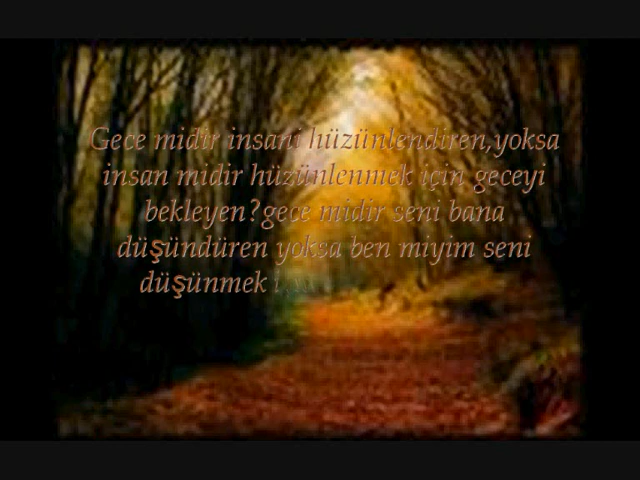 Gece midir insani hüzünlendiren,yoksa
insan midir hüzünlenmek için geceyi
bekleyen?gece midir seni bana
düşündüren yoksa ben miyim seni
düşünmek